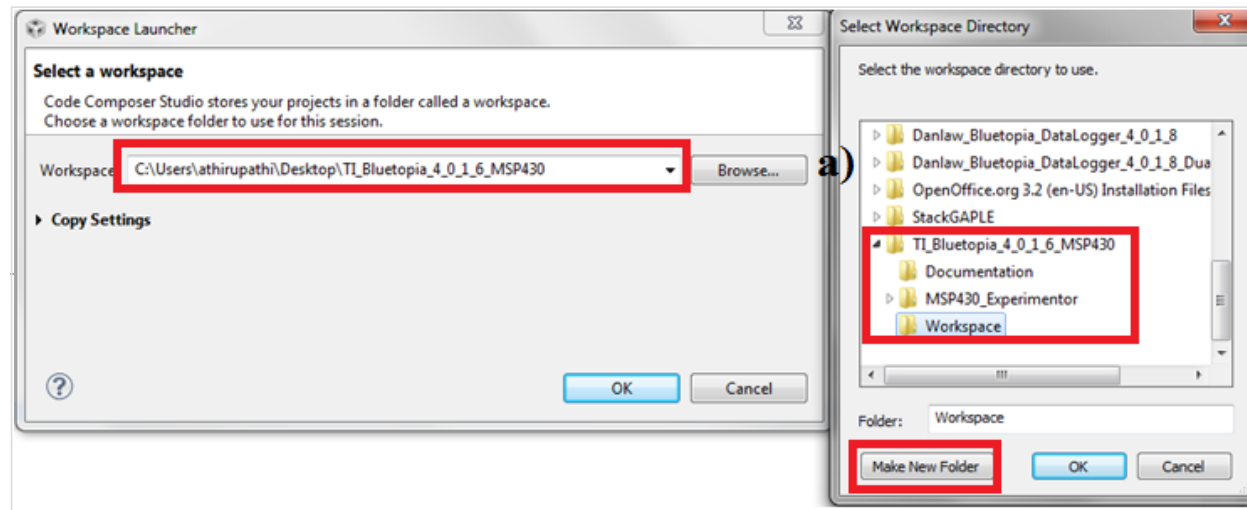 Workspace Launcher
Select a workspace
Code Composer Studio stores your projects in a folder called a workspace.
Choose a workspace folder to use for this session.
Workspace C:\Users\athirupathi\Desktop\TI_Bluetopia_4_0_1_6_MSP430 Browse...
Copy Settings
OK Cancel
a)
Select Workspace Directory
Select the workspace directory to use.
Danlaw_Bluetopia_DataLogger_4_0_1_8
Danlaw_Bluetopia_DataLogger_4_0_1_8_Dua
OpenOffice.org 3.2 (en-US) Installation Files
StackGAPLE
TI_Bluetopia_4_0_1_6_MSP430
Documentation
MSP430_Experimentor
Workspace
Folder: Workspace
Make New Folder OK Cancel